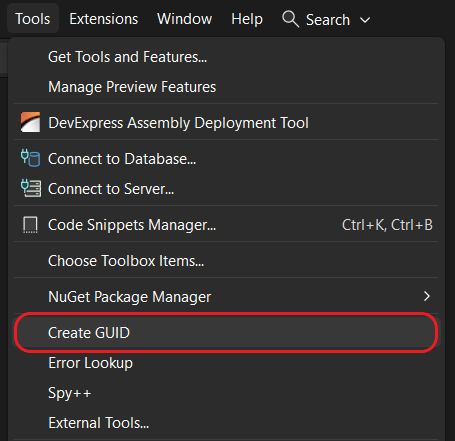 Tools Extensions Window Help Search
Get Tools and Features...
Manage Preview Features
DevExpress Assembly Deployment Tool
Connect to Database...
Connect to Server...
Code Snippets Manager... Ctrl+K, Ctrl+B
Choose Toolbox Items...
NuGet Package Manager
Create GUID
Error Lookup
Spy++
External Tools...